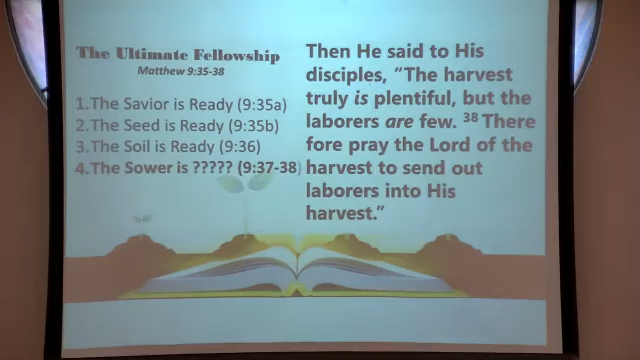 The Ultimate Fellowship
Matthew 9:35-38
1.The Savior is Ready (9:35a)
2.The Seed is Ready (9:35b)
3.The Soil is Ready (9:36)
4.The Sower is ????? (9:37-38)
Then He said to His
disciples, “The harvest
truly is plentiful, but the
laborers are few. 38 There
fore pray the Lord of the
harvest to send out
laborers into His
harvest.”